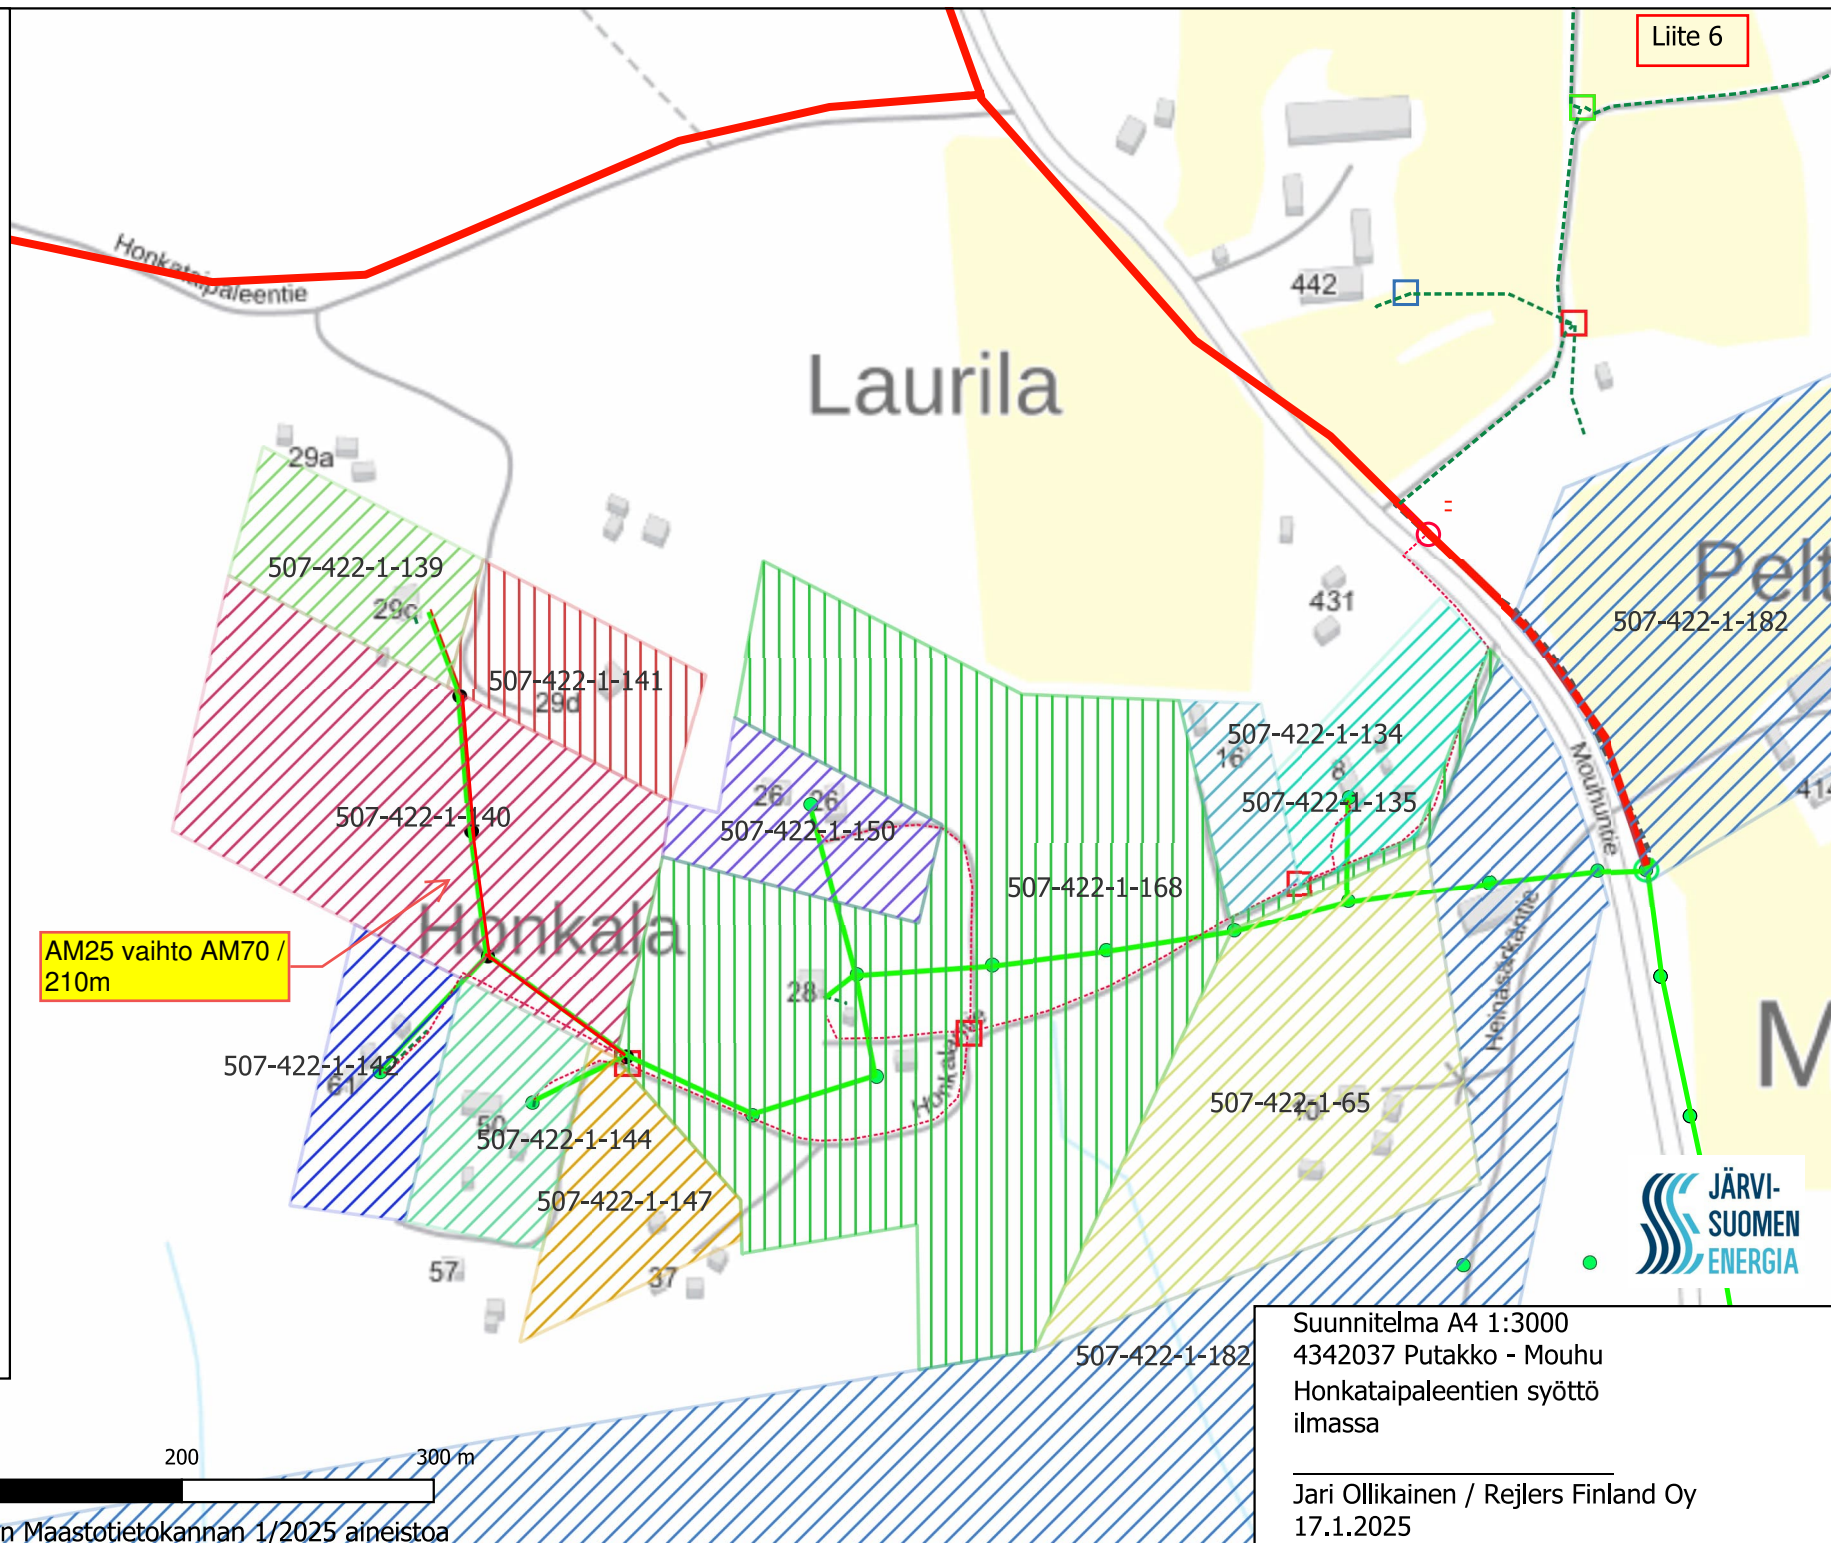 Liite 6
Honkataipaleentie
442
Laurila
29a
507-422-1-139
29c
431
Pelt
507-422-1-182
507-422-1-141
29d
507-422-1-134
16
8
Mouhuntie
26
26
507-422-1-135
414
507-422-1-140
507-422-1-150
507-422-1-168
Honkala
AM25 vaihto AM70 /
210m
28
Heinäsärkäntie
M
507-422-1-142
61
507-422-1-65
50
507-422-1-144
507-422-1-147
JÄRVI-
SUOMEN
ENERGIA
57
37
507-422-1-182
Suunnitelma A4 1:3000
4342037 Putakko - Mouhu
Honkataipaleentien syöttö
ilmassa
200
300 m
Jari Ollikainen / Rejlers Finland Oy
17.1.2025
n Maastotietokannan 1/2025 aineistoa